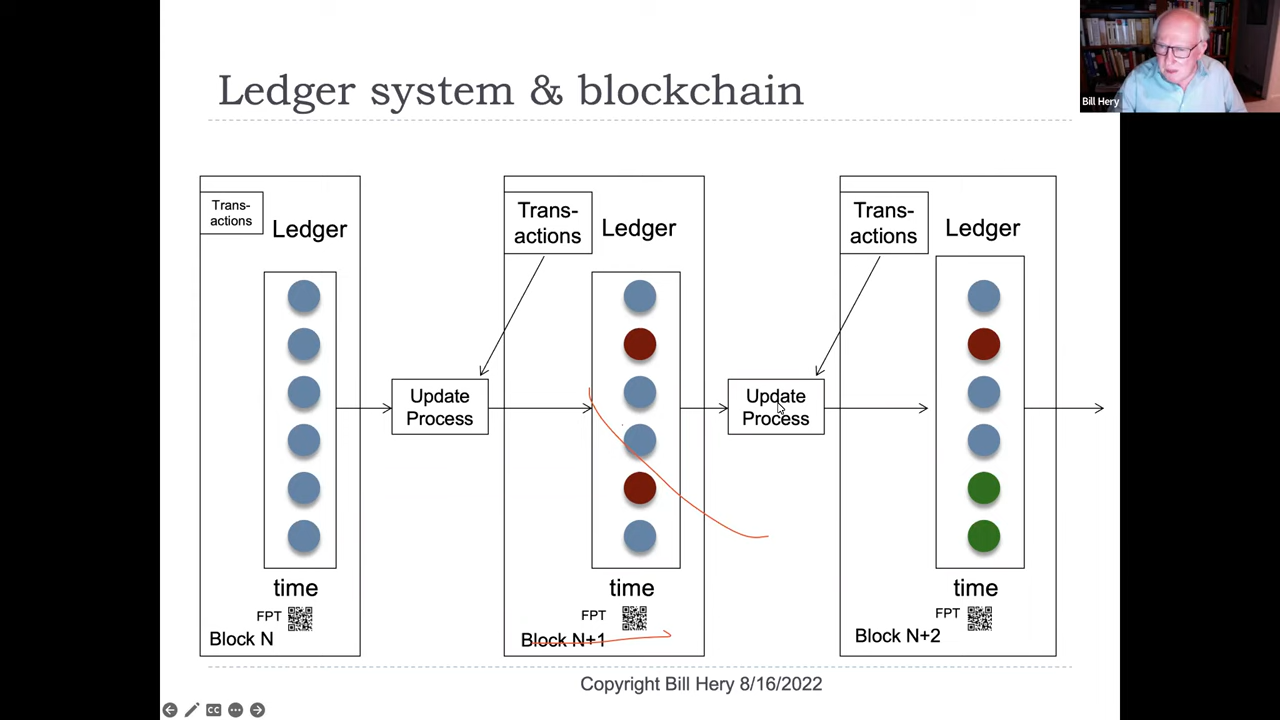 Ledger system & blockchain
Bill Hery
Trans-
actions
Ledger
time
FPT
Block N
Update
Process
Trans-
actions
Ledger
time
FPT
Block N+1
Update
Process
Trans-
actions
Ledger
time
FPT
Block N+2
Copyright Bill Hery 8/16/2022
CC